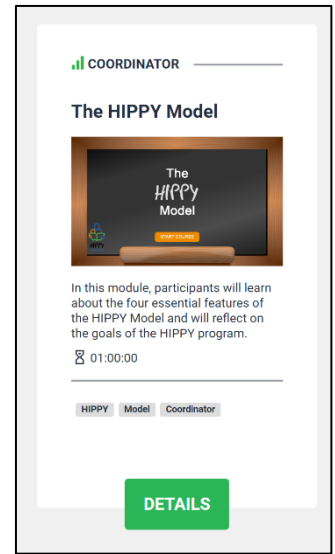 COORDINATOR
The HIPPY Model
The
HIPPY
Model
START COURSE
HIPPY
In this module, participants will learn
about the four essential features of
the HIPPY Model and will reflect on
the goals of the HIPPY program.
01:00:00
HIPPY Model Coordinator
DETAILS